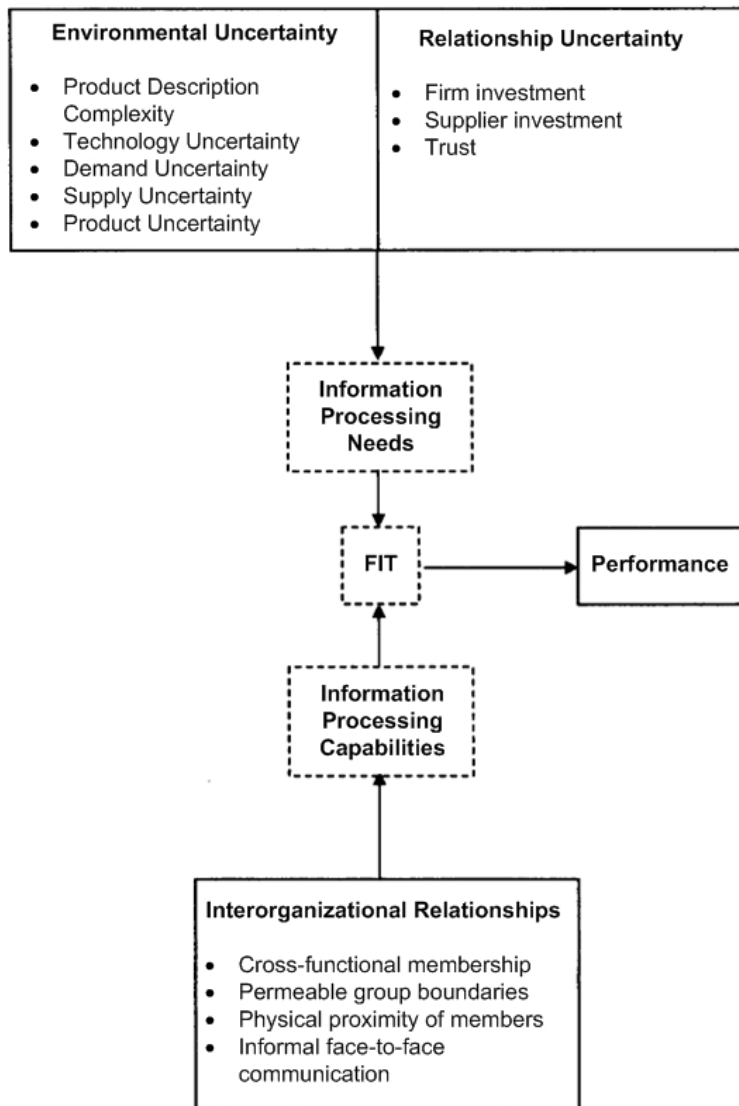 Environmental Uncertainty
• Product Description
Complexity
• Technology Uncertainty
• Demand Uncertainty
• Supply Uncertainty
• Product Uncertainty
Relationship Uncertainty
• Firm investment
• Supplier investment
• Trust
Information
Processing
Needs
FIT
Performance
Information
Processing
Capabilities
Interorganizational Relationships
• Cross-functional membership
• Permeable group boundaries
• Physical proximity of members
• Informal face-to-face
communication